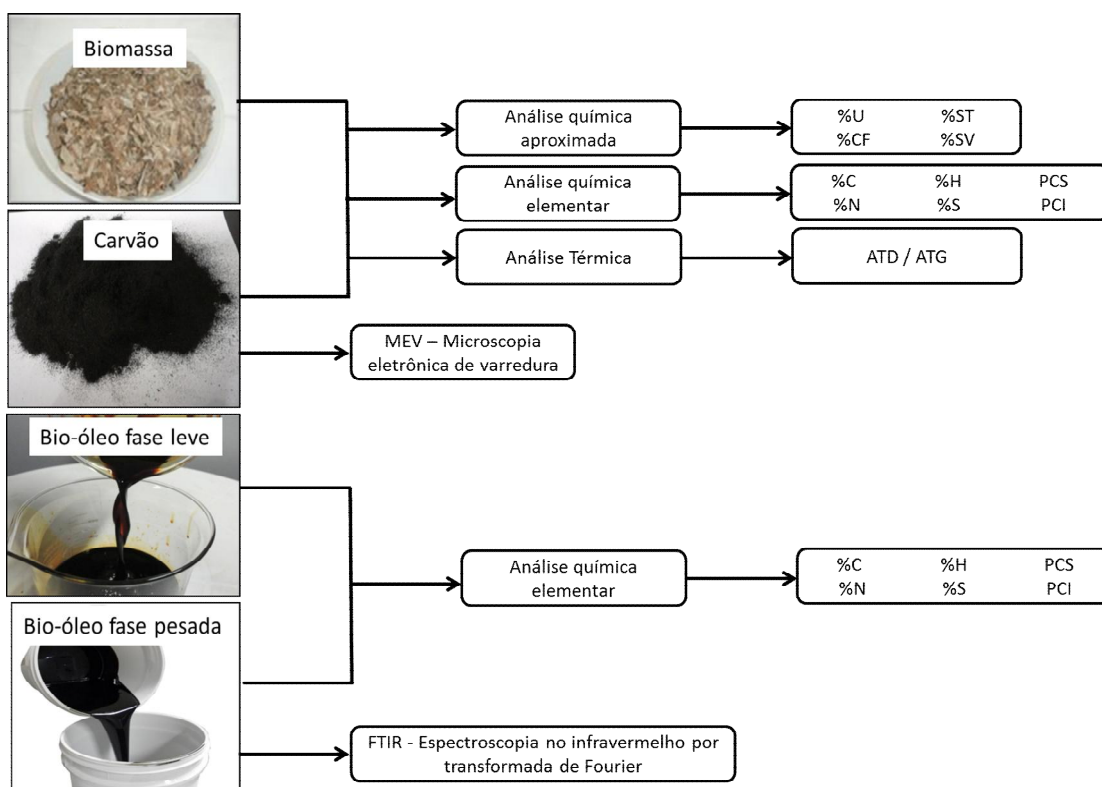 Biomassa
Análise química
aproximada
%U %ST
%CF %SV
Análise química
elementar
%C %H PCS
%N %S PCI
Carvão
Análise Térmica
ATD / ATG
MEV – Microscopia
eletrônica de varredura
Bio-óleo fase leve
Análise química
elementar
%C %H PCS
%N %S PCI
Bio-óleo fase pesada
FTIR - Espectroscopia no infravermelho por
transformada de Fourier